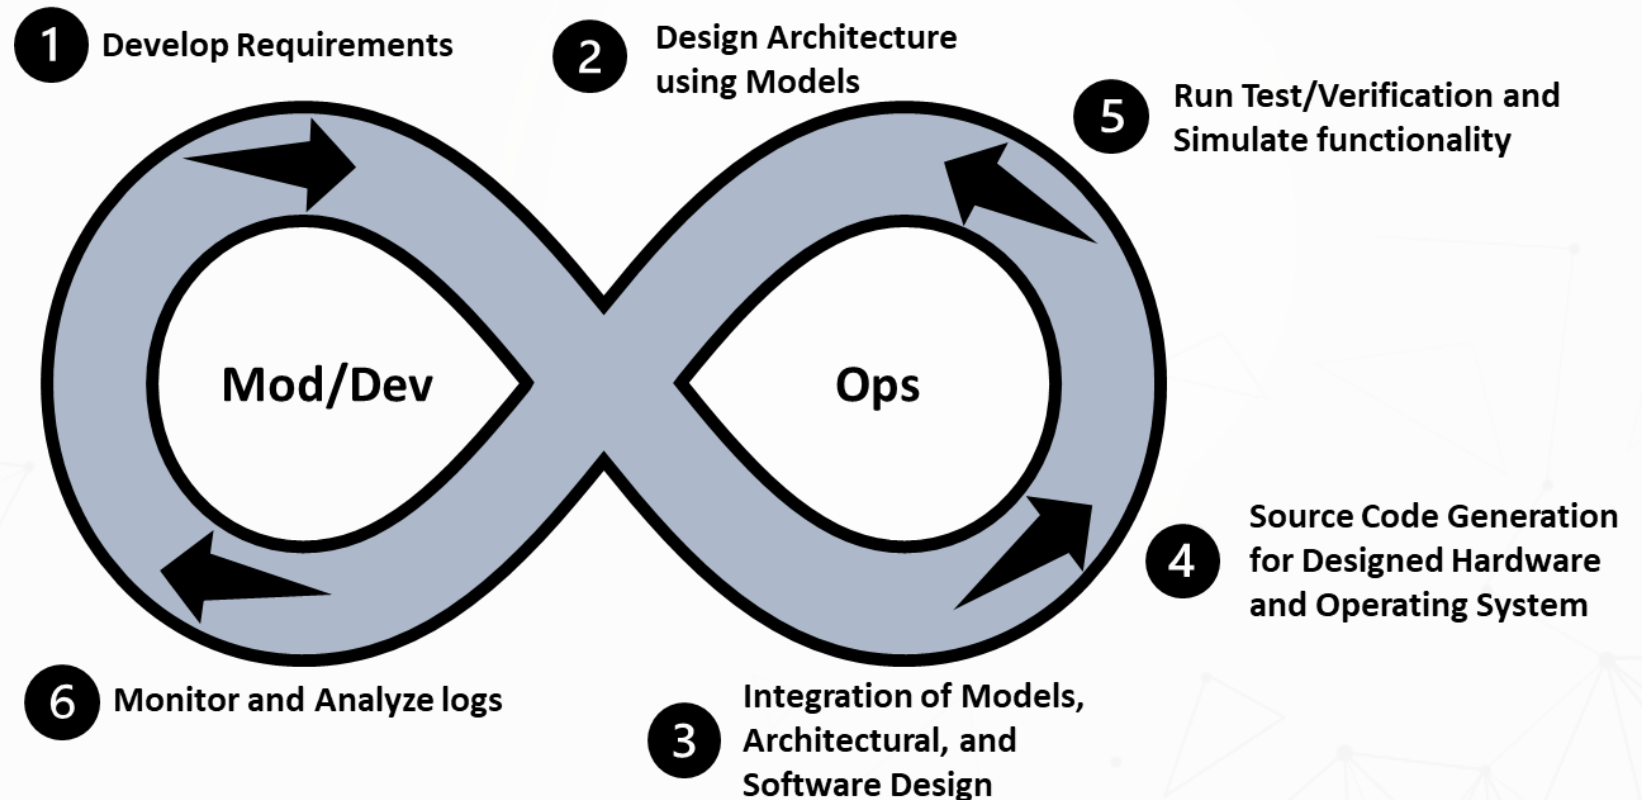 1 Develop Requirements
2 Design Architecture
using Models
5 Run Test/Verification and
Simulate functionality
Mod/Dev
Ops
4 Source Code Generation
for Designed Hardware
and Operating System
6 Monitor and Analyze logs
3 Integration of Models,
Architectural, and
Software Design